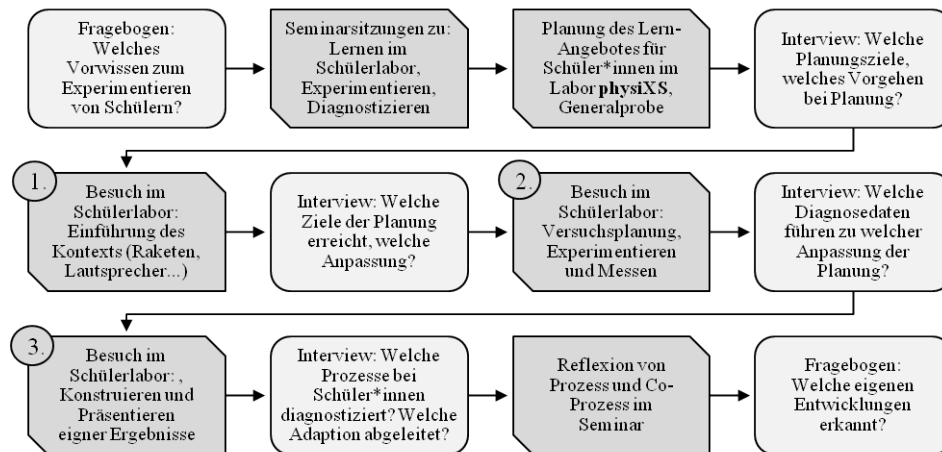 Fragebogen:
Welches
Vorwissen zum
Experimentieren
von Schülern?
Seminarsitzungen zu:
Lernen im
Schülerlabor,
Experimentieren,
Diagnostizieren
Planung des Lern-
Angebotes für
Schüler*innen im
Labor physiXS,
Generalprobe
Interview: Welche
Planungsziele,
welches Vorgehen
bei Planung?
1.
Besuch im
Schülerlabor:
Einführung des
Kontexts (Raketen,
Lautsprecher...)
Interview: Welche
Ziele der Planung
erreicht, welche
Anpassung?
2.
Besuch im
Schülerlabor:
Versuchsplanung,
Experimentieren
und Messen
Interview: Welche
Diagnosedaten
führen zu welcher
Anpassung der
Planung?
3.
Besuch im
Schülerlabor: ,
Konstruieren und
Präsentieren
eigner Ergebnisse
Interview: Welche
Prozesse bei
Schüler*innen
diagnostiziert? Welche
Adaption abgeleitet?
Reflexion von
Prozess und Co-
Prozess im
Seminar
Fragebogen:
Welche eigenen
Entwicklungen
erkannt?